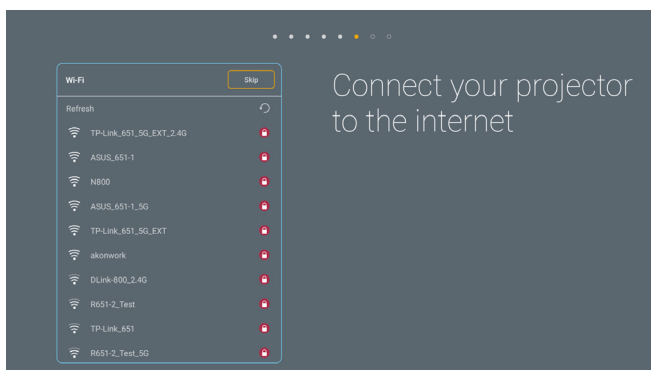 Wi-Fi
Skip
Refresh
TP-Link_651_5G_EXT_2.4G
ASUS_651-1
N800
ASUS_651-1_5G
TP-Link_651_5G_EXT
akonwork
DLink-800_2.4G
R651-2_Test
TP-Link_651
R651-2_Test_5G
Connect your projector
to the internet